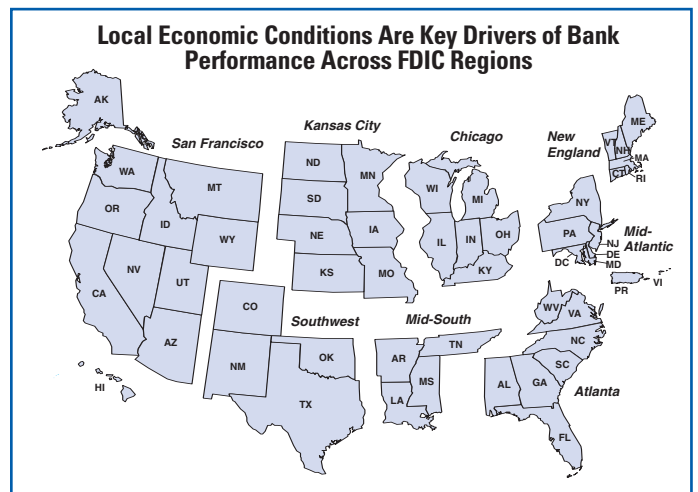 Local Economic Conditions Are Key Drivers of Bank
Performance Across FDIC Regions
AK
San Francisco
WA
MT
OR
ID
WY
NV
UT
CA
AZ
HI
Kansas City
ND
MN
SD
NE
IA
KS
MO
Chicago
WI
MI
IL
IN
OH
KY
New
England
ME
VT
NH
MA
CT
RI
NY
PA
Mid-
Atlantic
NJ
DE
MD
DC
PR
VI
Southwest
CO
NM
OK
TX
Mid-South
AR
TN
MS
LA
WV
VA
NC
SC
AL
GA
Atlanta
FL